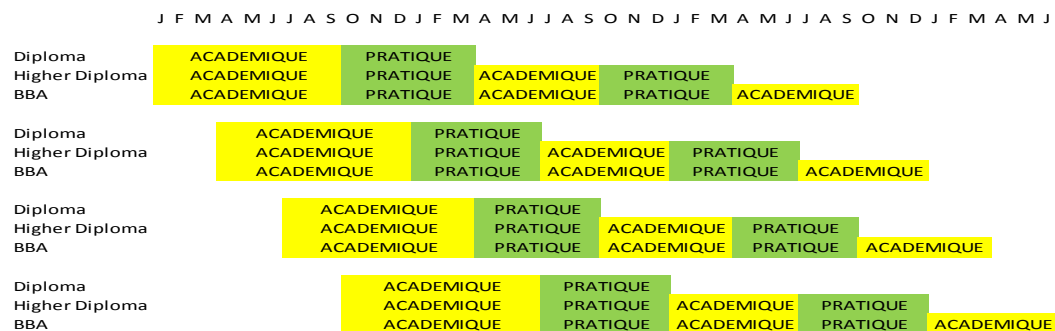 J F M A M J J A S O N D J F M A M J J A S O N D J F M A M J J A S O N D J F M A M J
Diploma ACADEMIQUE PRATIQUE
Higher Diploma ACADEMIQUE PRATIQUE ACADEMIQUE PRATIQUE
BBA ACADEMIQUE PRATIQUE ACADEMIQUE PRATIQUE ACADEMIQUE
Diploma ACADEMIQUE PRATIQUE
Higher Diploma ACADEMIQUE PRATIQUE ACADEMIQUE PRATIQUE
BBA ACADEMIQUE PRATIQUE ACADEMIQUE PRATIQUE ACADEMIQUE
Diploma ACADEMIQUE PRATIQUE
Higher Diploma ACADEMIQUE PRATIQUE ACADEMIQUE PRATIQUE
BBA ACADEMIQUE PRATIQUE ACADEMIQUE PRATIQUE ACADEMIQUE
Diploma ACADEMIQUE PRATIQUE
Higher Diploma ACADEMIQUE PRATIQUE ACADEMIQUE PRATIQUE
BBA ACADEMIQUE PRATIQUE ACADEMIQUE PRATIQUE ACADEMIQUE